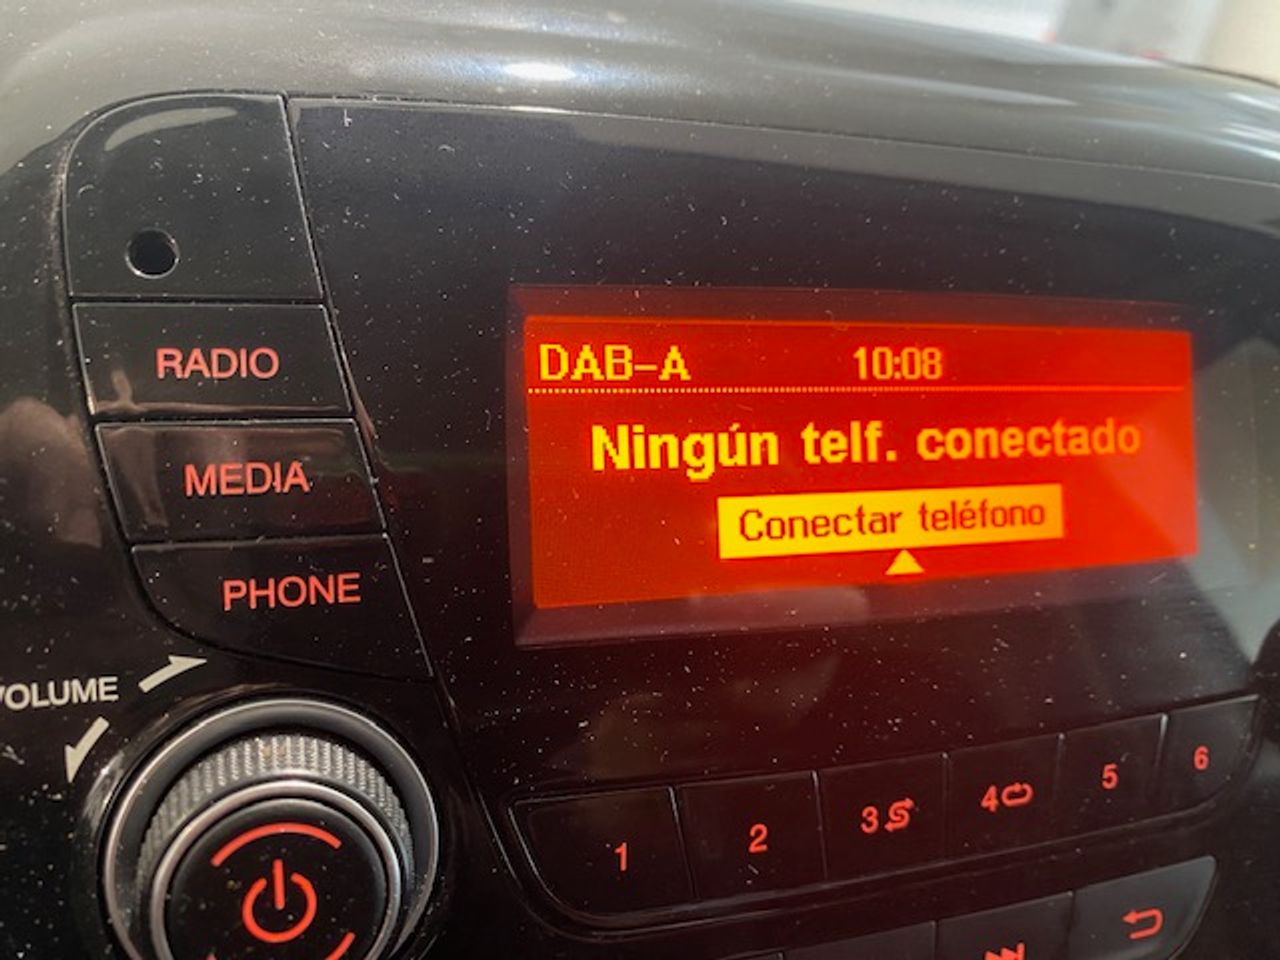 RADIO
MEDIA
PHONE
VOLUME
DAB-A 10:08
Ningún telf. conectado
Conectar teléfono
1 2 3 4 5 6